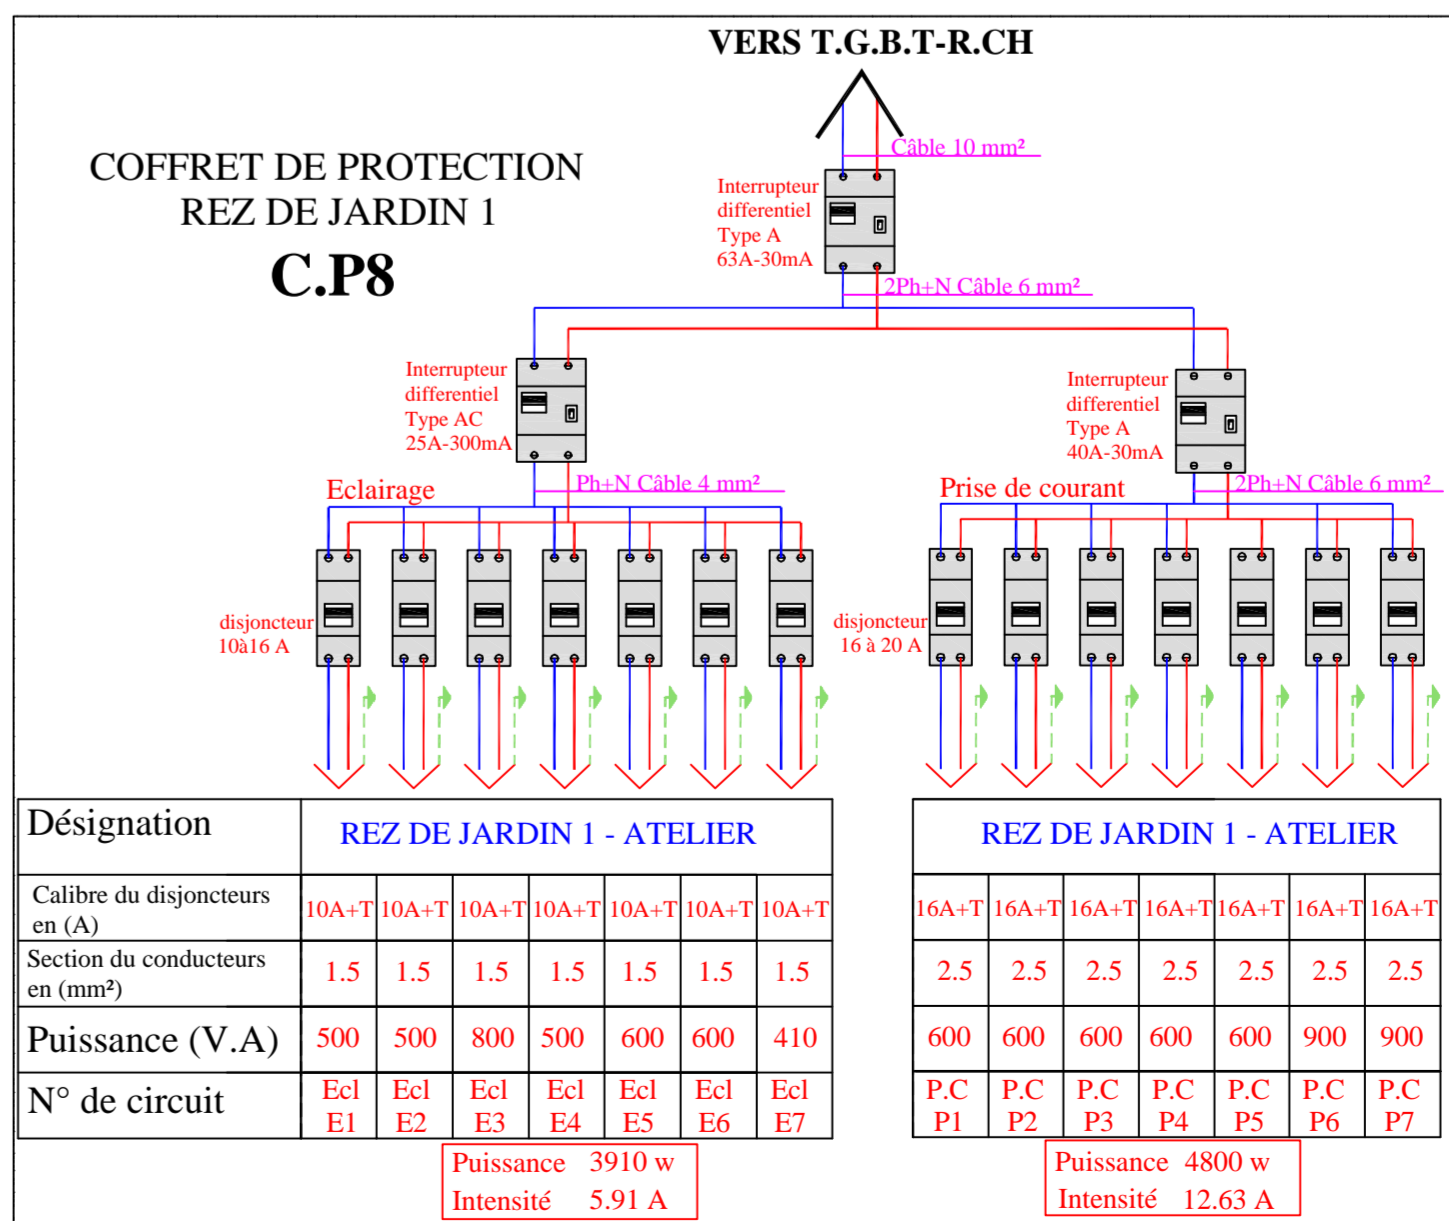 VERS T.G.B.T-R.CH
Câble 10 mm²
COFFRET DE PROTECTION
REZ DE JARDIN 1
C.P8
Interrupteur
differentiel
Type A
63A-30mA
2Ph+N Câble 6 mm²
Interrupteur
differentiel
Type AC
25A-300mA
Interrupteur
differentiel
Type A
40A-30mA
Eclairage
Ph+N Câble 4 mm²
Prise de courant
2Ph+N Câble 6 mm²
disjoncteur
10à16 A
disjoncteur
16 à 20 A
Désignation
REZ DE JARDIN 1 - ATELIER
REZ DE JARDIN 1 - ATELIER
Calibre du disjoncteurs
en (A)
10A+T 10A+T 10A+T 10A+T 10A+T 10A+T 10A+T
16A+T 16A+T 16A+T 16A+T 16A+T 16A+T 16A+T
Section du conducteurs
en (mm²)
1.5 1.5 1.5 1.5 1.5 1.5 1.5
2.5 2.5 2.5 2.5 2.5 2.5 2.5
Puissance (V.A) 500 500 800 500 600 600 410
600 600 600 600 600 900 900
N° de circuit
Ecl Ecl Ecl Ecl Ecl Ecl Ecl
E1 E2 E3 E4 E5 E6 E7
P.C P.C P.C P.C P.C P.C P.C
P1 P2 P3 P4 P5 P6 P7
Puissance 3910 w
Intensité 5.91 A
Puissance 4800 w
Intensité 12.63 A